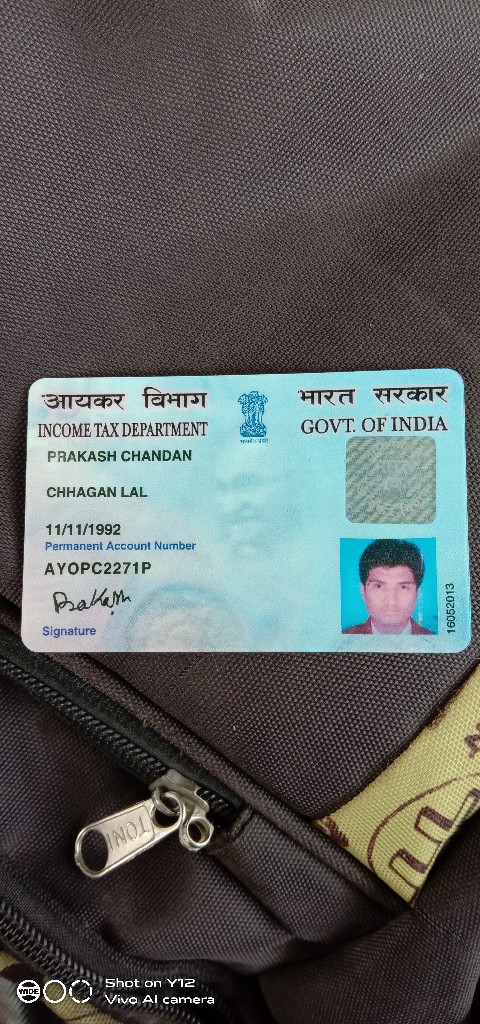 आयकर विभाग
INCOME TAX DEPARTMENT
भारत सरकार
GOVT. OF INDIA
सत्यमेव जयते
PRAKASH CHANDAN
CHHAGAN LAL
11/11/1992
Permanent Account Number
AYOPC2271P
Prakash
Signature
16052013
TONI
WIDE
Shot on Y12
Vivo AI camera